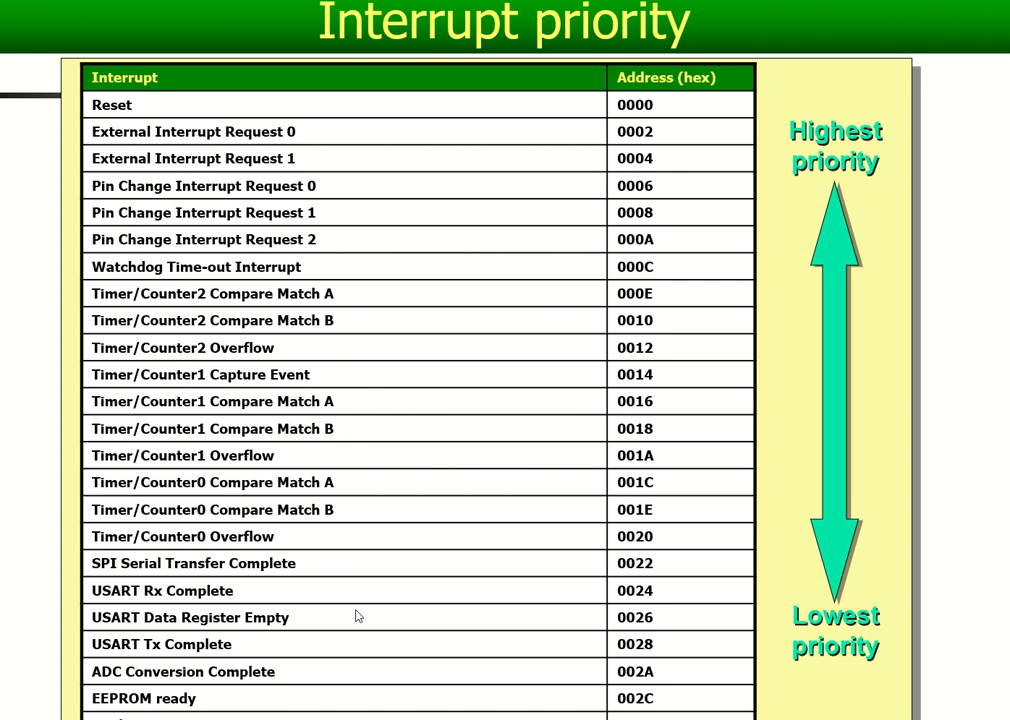 Interrupt priority
Interrupt Address (hex)
Reset 0000
External Interrupt Request 0 0002
External Interrupt Request 1 0004
Pin Change Interrupt Request 0 0006
Pin Change Interrupt Request 1 0008
Pin Change Interrupt Request 2 000A
Watchdog Time-out Interrupt 000C
Timer/Counter2 Compare Match A 000E
Timer/Counter2 Compare Match B 0010
Timer/Counter2 Overflow 0012
Timer/Counter1 Capture Event 0014
Timer/Counter1 Compare Match A 0016
Timer/Counter1 Compare Match B 0018
Timer/Counter1 Overflow 001A
Timer/Counter0 Compare Match A 001C
Timer/Counter0 Compare Match B 001E
Timer/Counter0 Overflow 0020
SPI Serial Transfer Complete 0022
USART Rx Complete 0024
USART Data Register Empty 0026
USART Tx Complete 0028
ADC Conversion Complete 002A
EEPROM ready 002C
Highest
priority
Lowest
priority